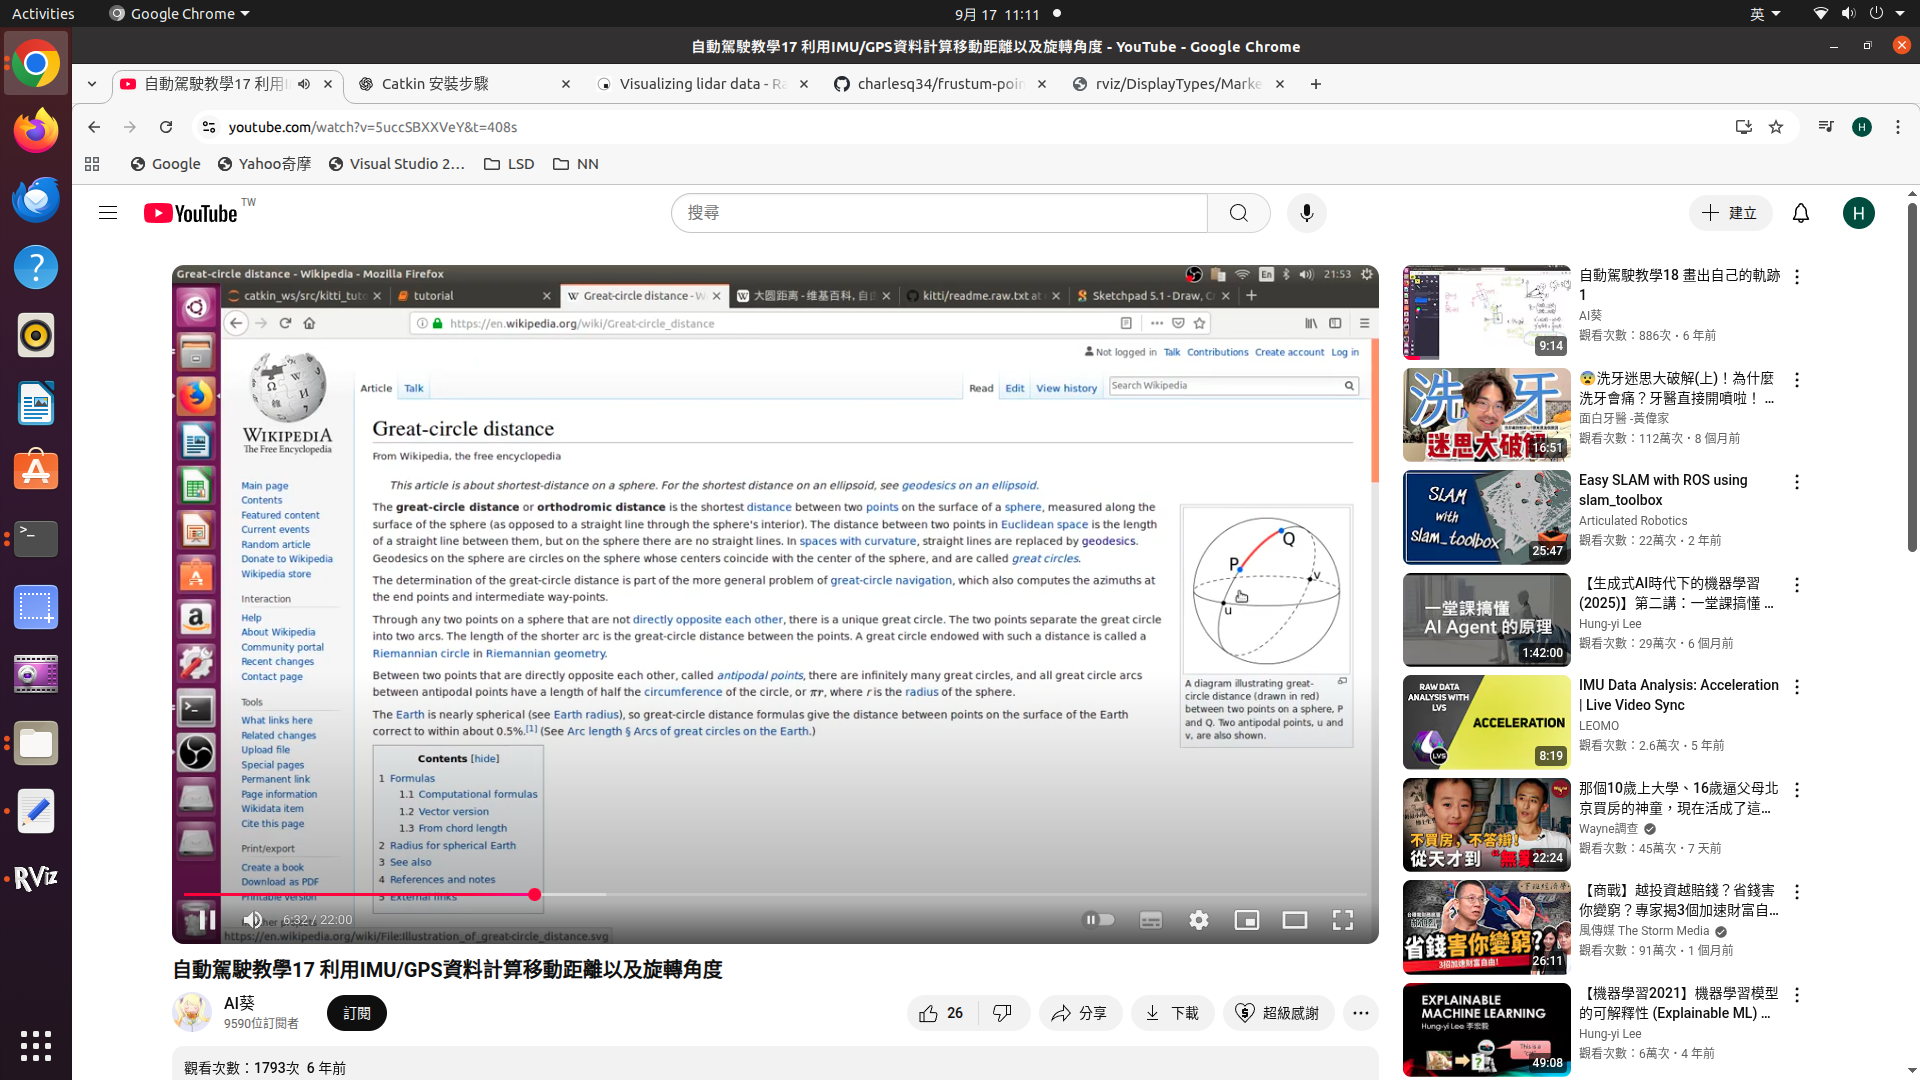 Activities
Google Chrome
9月 17 11:11
英
自動駕駛教學17 利用IMU/GPS資料計算移動距離以及旋轉角度 - YouTube - Google Chrome
自動駕駛教學17 利用I
Catkin 安裝步驟
Visualizing lidar data - Ra
charlesq34/frustum-poin
rviz/DisplayTypes/Marke
youtube.com/watch?v=5uccSBXXVeY&t=408s
H
Google
Yahoo奇摩
Visual Studio 2...
LSD
NN
YouTube TW
搜尋
建立
H
Great-circle distance - Wikipedia - Mozilla Firefox
En
21:53
catkin_ws/src/kitti_tuto
tutorial
Great-circle distance - W
大圆距离 - 维基百科, 自由
kitti/readme.raw.txt at
Sketchpad 5.1 - Draw, Cr
https://en.wikipedia.org/wiki/Great-circle_distance
Not logged in Talk Contributions Create account Log in
Article Talk
Read Edit View history
Search Wikipedia
WIKIPEDIA
The Free Encyclopedia
Great-circle distance
From Wikipedia, the free encyclopedia
This article is about shortest-distance on a sphere. For the shortest distance on an ellipsoid, see geodesics on an ellipsoid.
The great-circle distance or orthodromic distance is the shortest distance between two points on the surface of a sphere, measured along the
surface of the sphere (as opposed to a straight line through the sphere's interior). The distance between two points in Euclidean space is the length
of a straight line between them, but on the sphere there are no straight lines. In spaces with curvature, straight lines are replaced by geodesics.
Geodesics on the sphere are circles on the sphere whose centers coincide with the center of the sphere, and are called great circles.
The determination of the great-circle distance is part of the more general problem of great-circle navigation, which also computes the azimuths at
the end points and intermediate way-points.
Through any two points on a sphere that are not directly opposite each other, there is a unique great circle. The two points separate the great circle
into two arcs. The length of the shorter arc is the great-circle distance between the points. A great circle endowed with such a distance is called a
Riemannian circle in Riemannian geometry.
Between two points that are directly opposite each other, called antipodal points, there are infinitely many great circles, and all great circle arcs
between antipodal points have a length of half the circumference of the circle, or πr, where r is the radius of the sphere.
The Earth is nearly spherical (see Earth radius), so great-circle distance formulas give the distance between points on the surface of the Earth
correct to within about 0.5%.[1] (See Arc length § Arcs of great circles on the Earth.)
Contents [hide]
1 Formulas
1.1 Computational formulas
1.2 Vector version
1.3 From chord length
2 Radius for spherical Earth
3 See also
4 References and notes
5 External links
Q
P
v
u
A diagram illustrating great-
circle distance (drawn in red)
between two points on a sphere, P
and Q. Two antipodal points, u and
v, are also shown.
Main page
Contents
Featured content
Current events
Random article
Donate to Wikipedia
Wikipedia store
Interaction
Help
About Wikipedia
Community portal
Recent changes
Contact page
Tools
What links here
Related changes
Upload file
Special pages
Permanent link
Page information
Wikidata item
Cite this page
Print/export
Create a book
Download as PDF
Printable version
6:32 / 22:00
https://en.wikipedia.org/wiki/File:Illustration_of_great-circle_distance.svg
自動駕駛教學17 利用IMU/GPS資料計算移動距離以及旋轉角度
AI葵
9590位訂閱者
訂閱
26
分享
下載
超級感謝
觀看次數：1793次 6 年前
9:14
自動駕駛教學18 畫出自己的軌跡
1
AI葵
觀看次數：886次・6 年前
洗牙
迷思大破解
16:51
😨洗牙迷思大破解(上)！為什麼
洗牙會痛？牙醫直接開噴啦！ ...
面白牙醫 -黃偉家
觀看次數：112萬次・8 個月前
SLAM
with
slam_toolbox
25:47
Easy SLAM with ROS using
slam_toolbox
Articulated Robotics
觀看次數：22萬次・2 年前
一堂課搞懂
AI Agent 的原理
1:42:00
【生成式AI時代下的機器學習
(2025)】第二講：一堂課搞懂 ...
Hung-yi Lee
觀看次數：29萬次・6 個月前
RAW DATA
ANALYSIS WITH
LVS
ACCELERATION
LVS
8:19
IMU Data Analysis: Acceleration
| Live Video Sync
LEOMO
觀看次數：2.6萬次・5 年前
不買房，不答辯!
從天才到“無業
22:24
那個10歲上大學、16歲逼父母北
京買房的神童，現在活成了這...
Wayne調查
觀看次數：45萬次・7 天前
省錢害你變窮?
3招加速財富自由!
26:11
【商戰】越投資越賠錢？省錢害
你變窮？專家揭3個加速財富自...
風傳媒 The Storm Media
觀看次數：91萬次・1 個月前
EXPLAINABLE
MACHINE LEARNING
Hung-yi Lee 李宏毅
This is a
49:08
【機器學習2021】機器學習模型
的可解釋性 (Explainable ML) ...
Hung-yi Lee
觀看次數：6萬次・4 年前
RViz